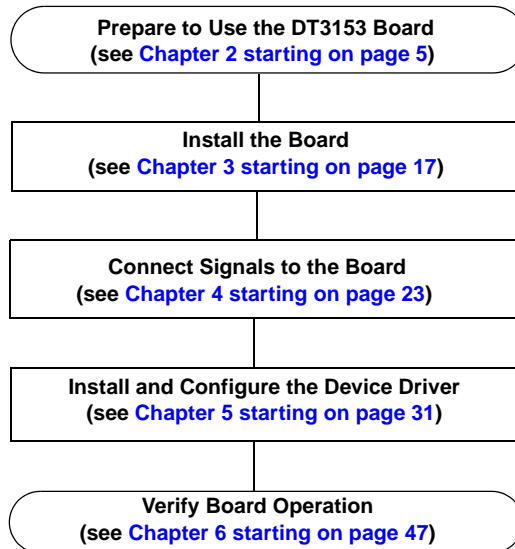 Prepare to Use the DT3153 Board
(see Chapter 2 starting on page 5)
Install the Board
(see Chapter 3 starting on page 17)
Connect Signals to the Board
(see Chapter 4 starting on page 23)
Install and Configure the Device Driver
(see Chapter 5 starting on page 31)
Verify Board Operation
(see Chapter 6 starting on page 47)